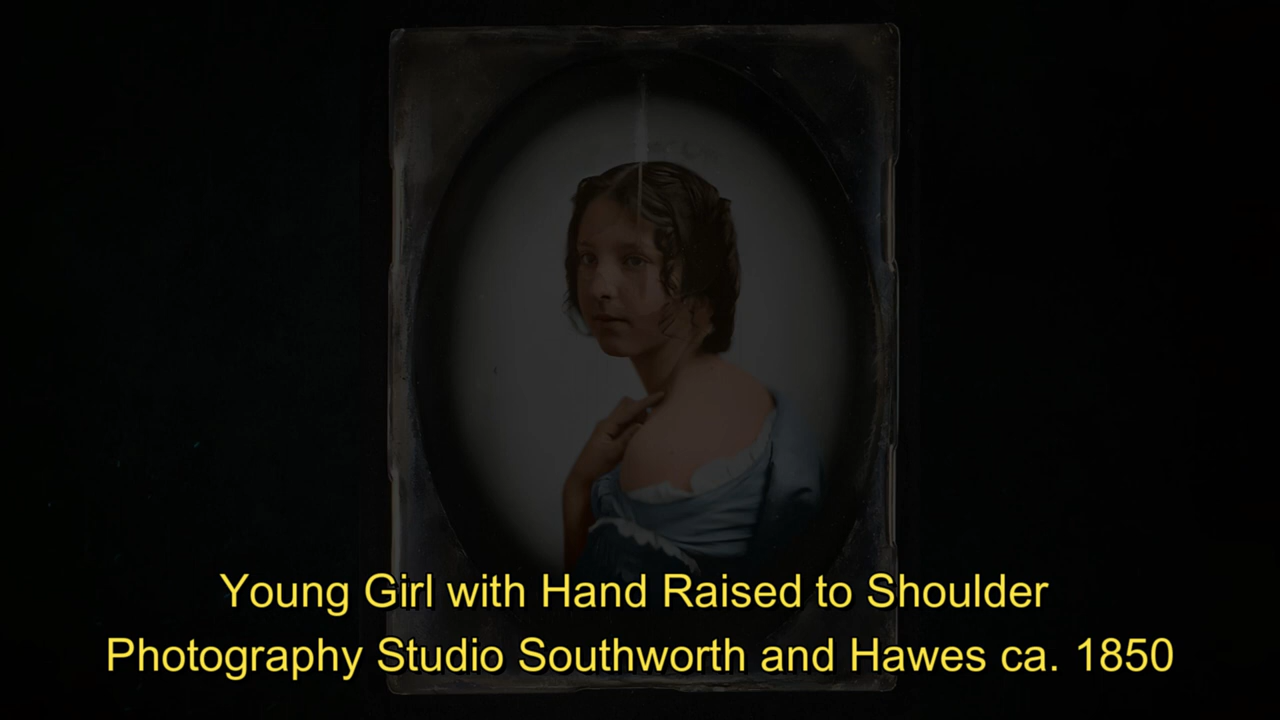 Young Girl with Hand Raised to Shoulder
Photography Studio Southworth and Hawes ca. 1850